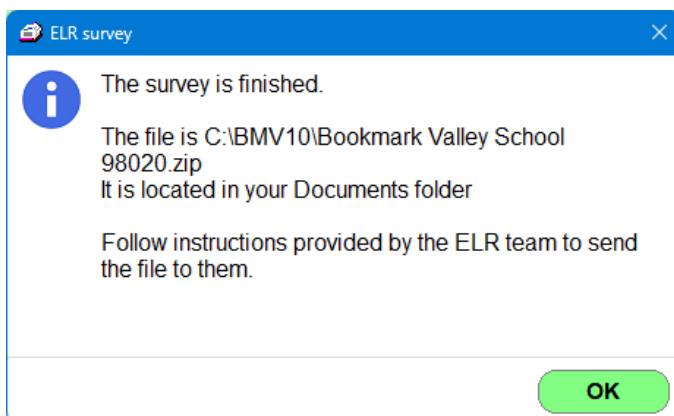 ELR survey
The survey is finished.
The file is C:\BMV10\Bookmark Valley School
98020.zip
It is located in your Documents folder
Follow instructions provided by the ELR team to send
the file to them.
OK